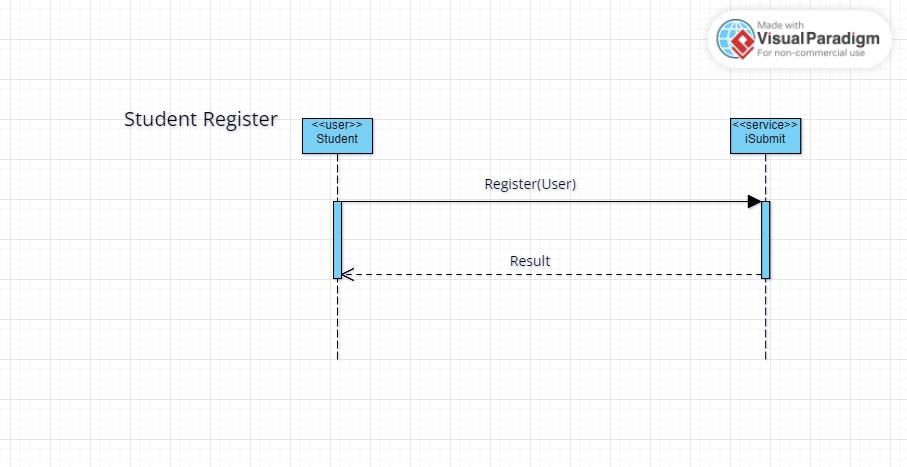 Made with
Visual Paradigm
For non-commercial use
Student Register
<<user>>
Student
<<service>>
iSubmit
Register(User)
Result